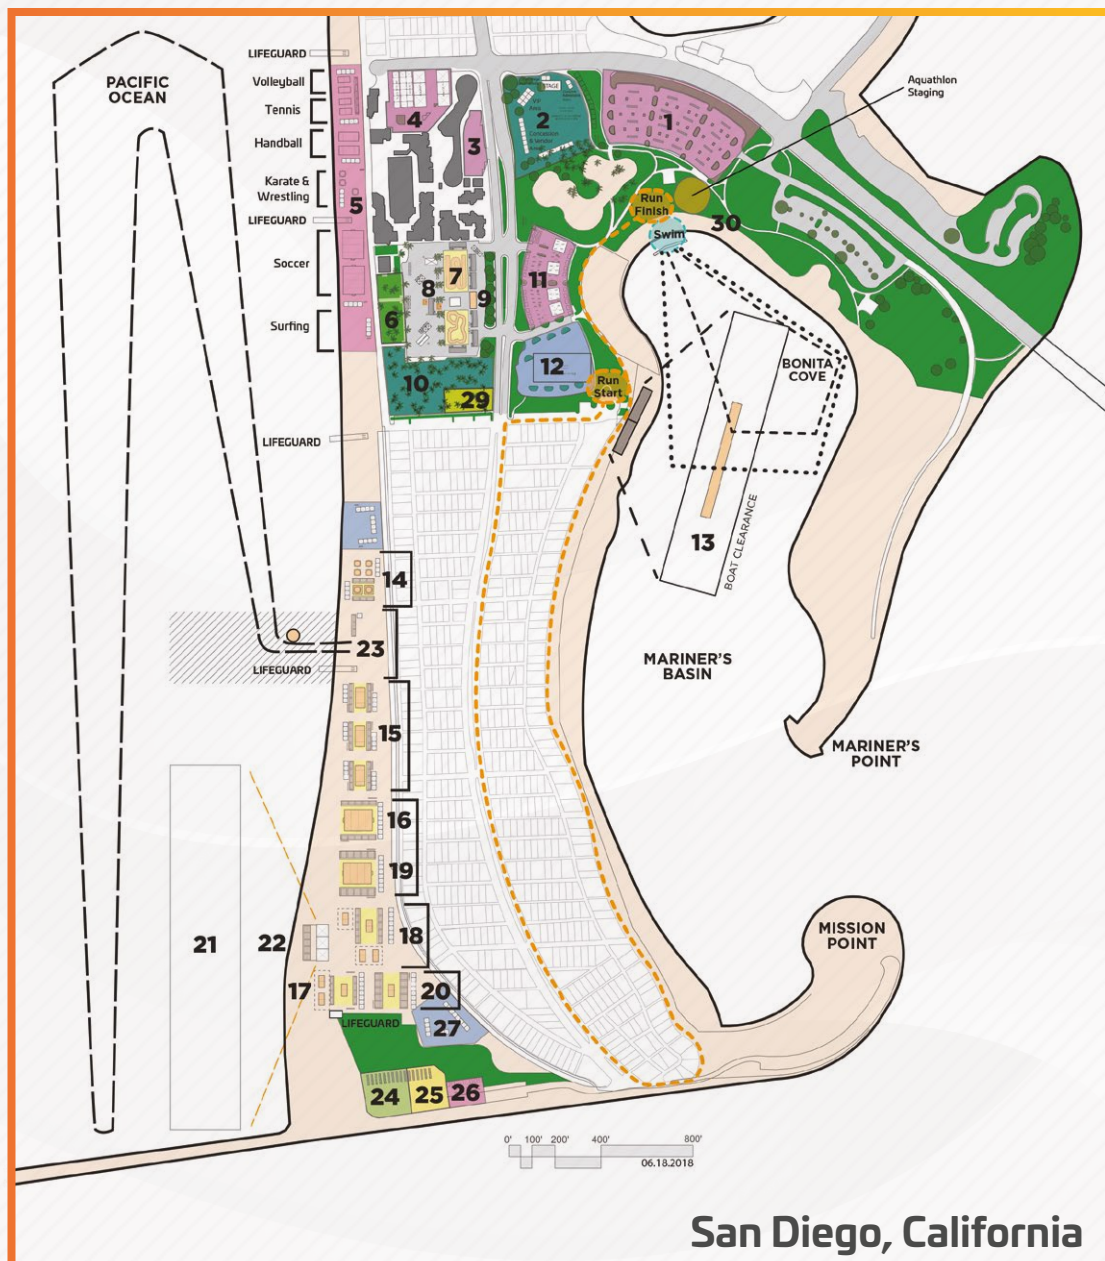 PACIFIC
OCEAN
LIFEGUARD
Volleyball
Tennis
Handball
Karate &
Wrestling
LIFEGUARD
Soccer
Surfing
4
3
5
STAGE
2
1
Aquathlon
Staging
Run
Finish
30
Swim
7
8
9
6
11
10
29
12
Run
Start
BONITA
COVE
LIFEGUARD
13
BOAT CLEARANCE
14
23
LIFEGUARD
MARINER'S
BASIN
15
MARINER'S
POINT
16
19
21
22
18
MISSION
POINT
17
20
LIFEGUARD
27
24
25
26
0' 100' 200' 400' 800'
06.18.2018
San Diego, California